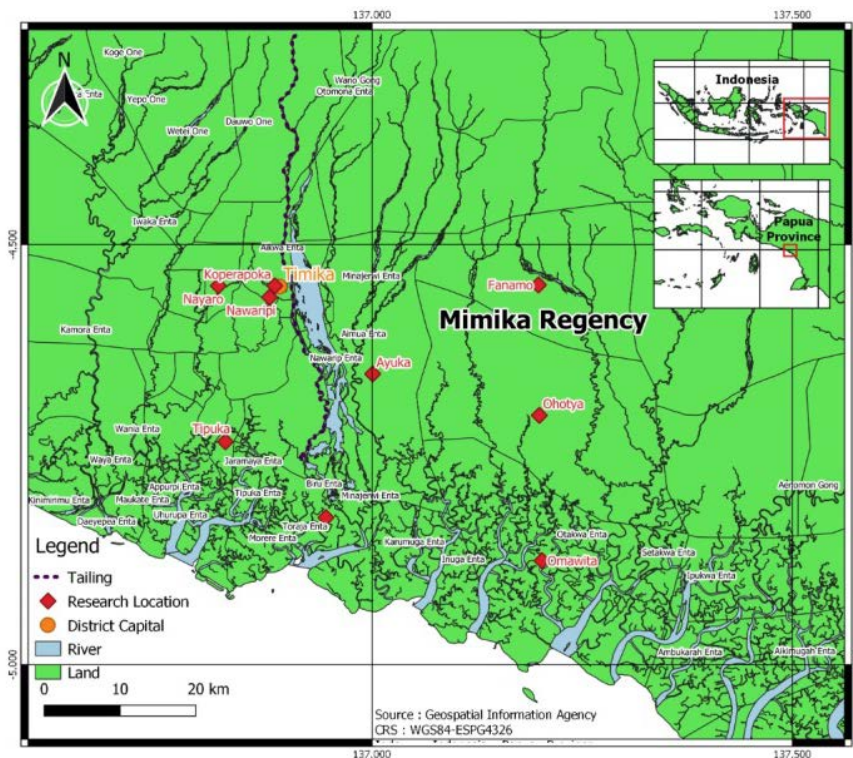 137.000
137.500
Koge One
Enta
Yepo One
Wetei One
Dauwo One
Wano Gong
Otomona Enta
N
Indonesia
Papua
Province
Iwaka Enta
-4.500
Aikwa Enta
Koperapoka
Timika
Minajerwi Enta
Nayaro
Nawaripi
Fanamo
Mimika Regency
Kamora Enta
Aimua Enta
Nawarip Enta
Ayuka
Ohotya
Wania Enta
Tipuka
Waya Enta
Jaramaya Enta
Appurpi Enta
Biru Enta
Aeromon Gong
Kinimirimu Enta
Maukate Enta
Tipuka Enta
Minajerwi Enta
Daeyepea Enta
Uhurupa Enta
Toraja Enta
Morere Enta
Karumuga Enta
Otakwa Enta
Inuga Enta
Omawita
Setakwa Enta
Ipukwa Enta
Ambukarah Enta
Aikimugah Enta
-5.000
Legend
Tailing
Research Location
District Capital
River
Land
0 10 20 km
Source : Geospatial Information Agency
CRS : WGS84-ESPG4326
137.000
137.500